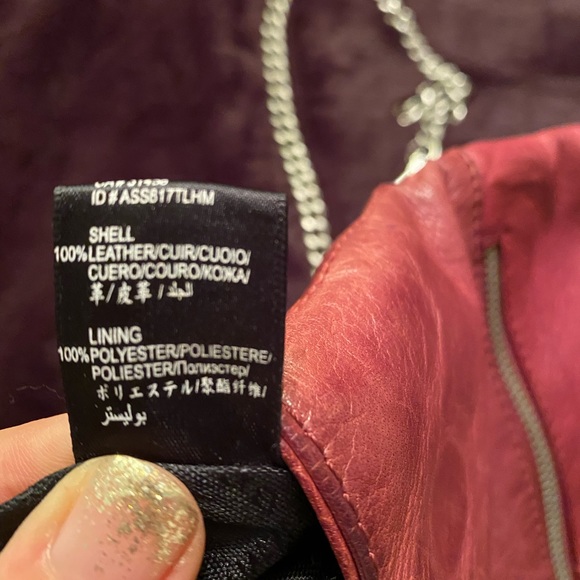 ID # ASS817TLHM
SHELL
100% LEATHER/CUIR/CUOIO/
CUERO/COURO/КОЖА/
革/皮革/الجلد
LINING
100% POLYESTER/POLIESTERE/
POLIESTER/Полиэстер/
ポリエステル/聚酯纤维/
بوليستر